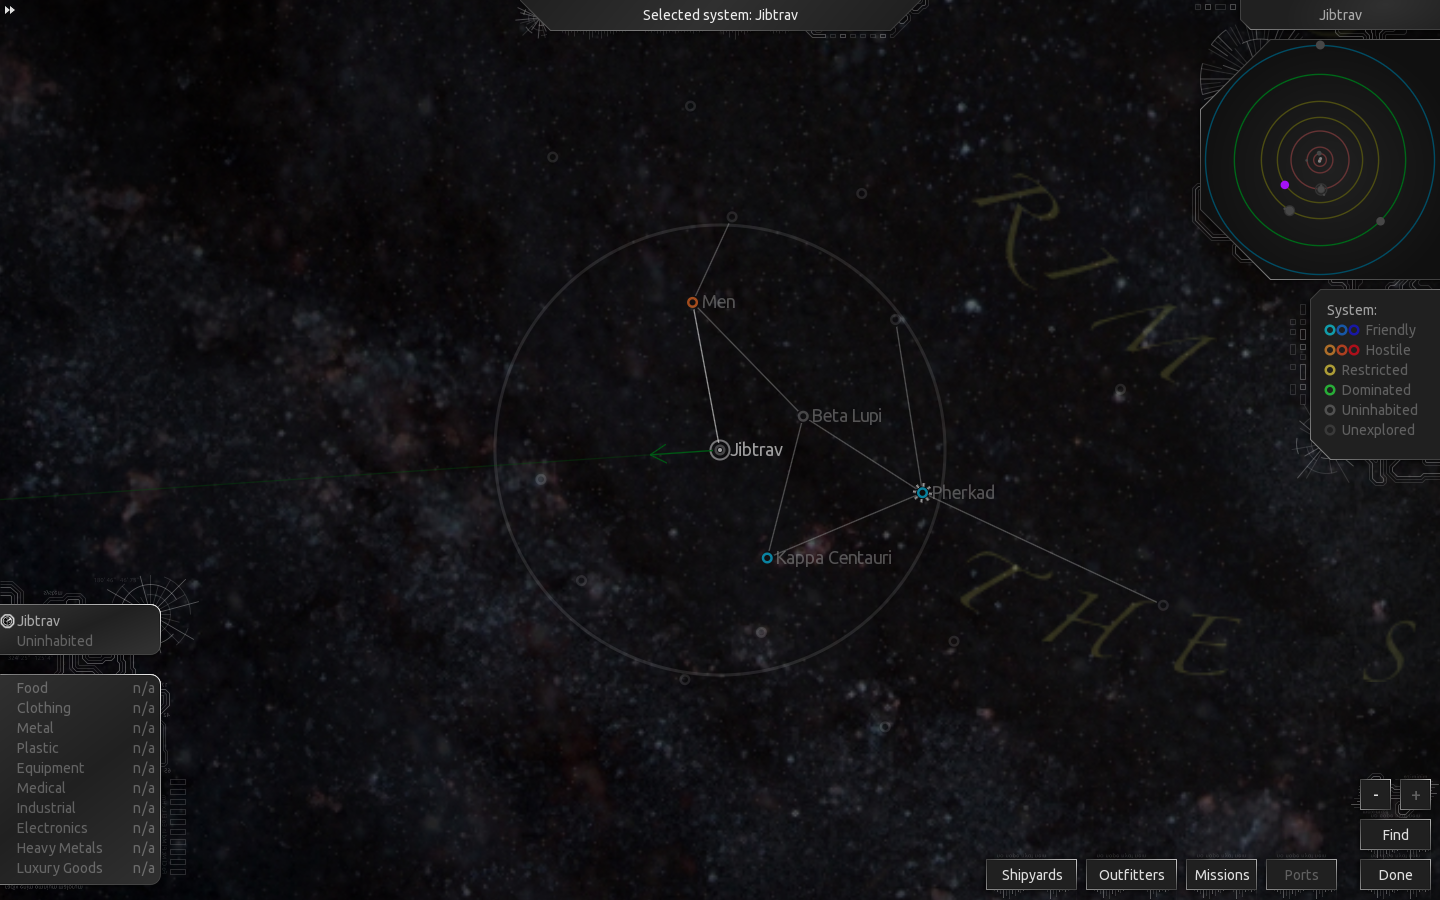 Selected system: Jibtrav
Jibtrav
R I M
Men
System:
Friendly
Hostile
Restricted
Dominated
Uninhabited
Unexplored
Beta Lupi
Jibtrav
Pherkad
Kappa Centauri
T H E S
Jibtrav
Uninhabited
Food n/a
Clothing n/a
Metal n/a
Plastic n/a
Equipment n/a
Medical n/a
Industrial n/a
Electronics n/a
Heavy Metals n/a
Luxury Goods n/a
- +
Find
Shipyards Outfitters Missions Ports Done